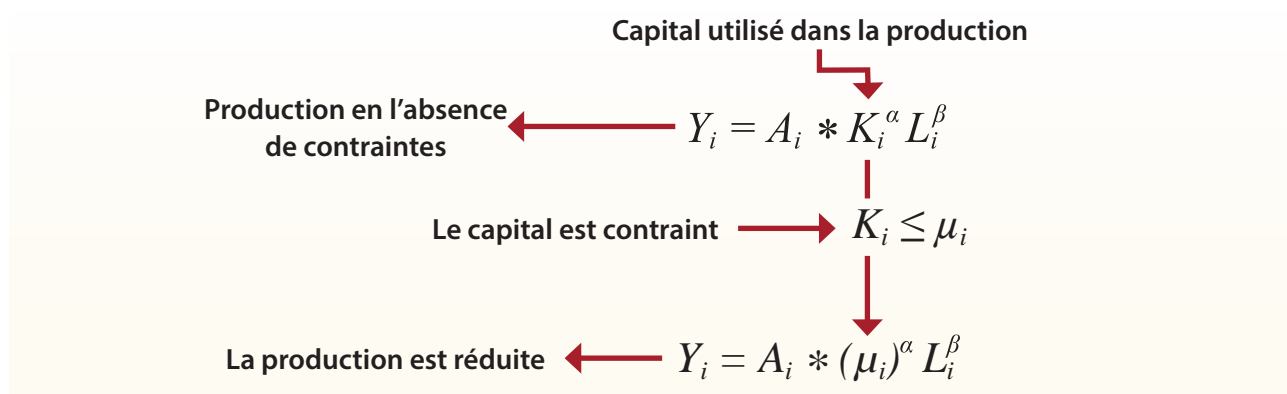 Capital utilisé dans la production
Production en l’absence
de contraintes
Y_i = A_i * K_i^α L_i^β
Le capital est contraint
K_i ≤ μ_i
La production est réduite
Y_i = A_i * (μ_i)^α L_i^β